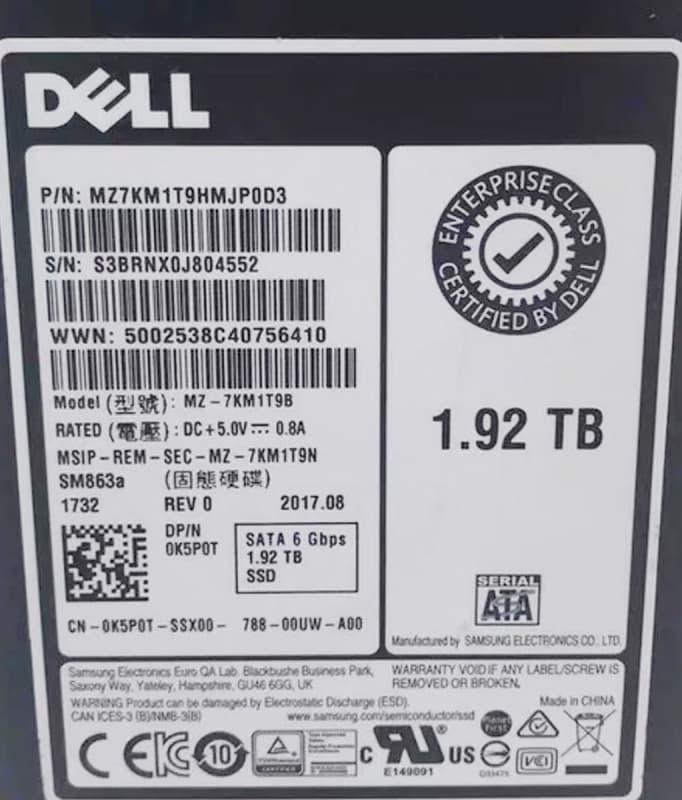 DELL
P/N: MZ7KM1T9HMJP0D3
S/N: S3BRNX0J804552
WWN: 5002538C40756410
Model (型號): MZ-7KM1T9B
RATED (電壓): DC+5.0V⎓ 0.8A
MSIP-REM-SEC-MZ-7KM1T9N
SM863a (固態硬碟)
1732 REV 0 2017.08
DP/N
0K5P0T
SATA 6 Gbps
1.92 TB
SSD
CN-0K5P0T-SSX00- 788-00UW-A00
ENTERPRISE CLASS
CERTIFIED BY DELL
1.92 TB
SERIAL
ATA
Manufactured by SAMSUNG ELECTRONICS CO., LTD.
Samsung Electronics Euro QA Lab. Blackbushe Business Park,
Saxony Way, Yateley, Hampshire, GU46 6GG, UK
WARNING Product can be damaged by Electrostatic Discharge (ESD).
CAN ICES-3 (B)/NMB-3(B) www.samsung.com/semiconductor/ssd
WARRANTY VOID IF ANY LABEL/SCREW IS
REMOVED OR BROKEN.
Made in CHINA
CE
10
C UR® US
E149091
Planet First
D33475
VCI